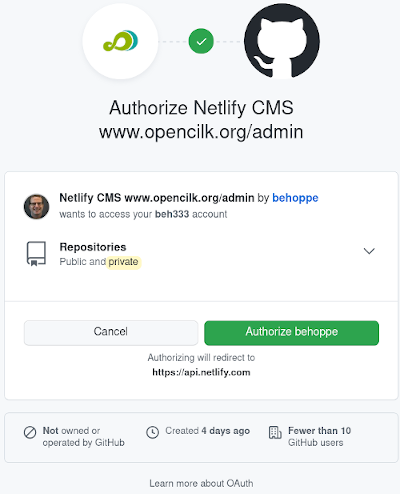 Authorize Netlify CMS
www.opencilk.org/admin
Netlify CMS www.opencilk.org/admin by behoppe
wants to access your beh333 account
Repositories
Public and private
Cancel
Authorize behoppe
Authorizing will redirect to
https://api.netlify.com
Not owned or
operated by GitHub
Created 4 days ago
Fewer than 10
GitHub users
Learn more about OAuth